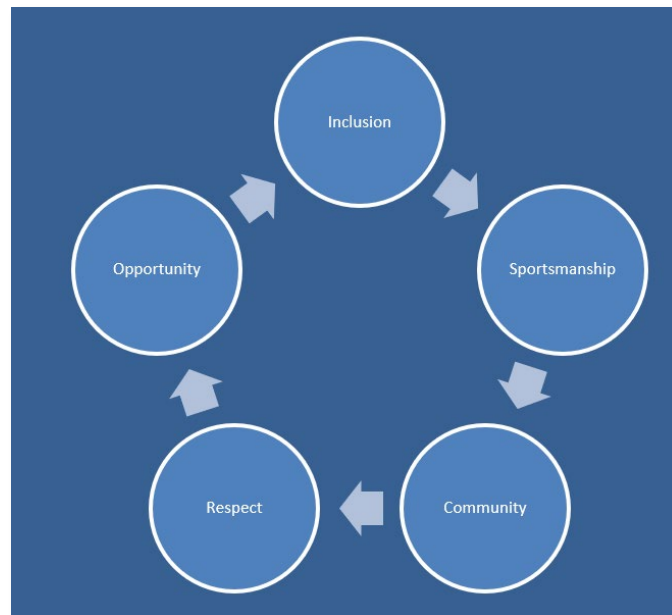 Inclusion
Sportsmanship
Community
Respect
Opportunity